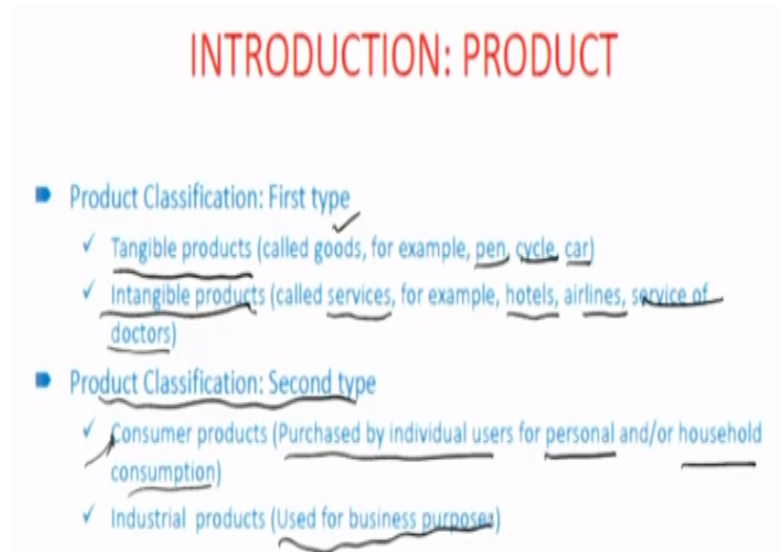 INTRODUCTION: PRODUCT
Product Classification: First type
✓ Tangible products (called goods, for example, pen, cycle, car)
✓ Intangible products (called services, for example, hotels, airlines, service of
doctors)
Product Classification: Second type
✓ Consumer products (Purchased by individual users for personal and/or household
consumption)
✓ Industrial products (Used for business purposes)